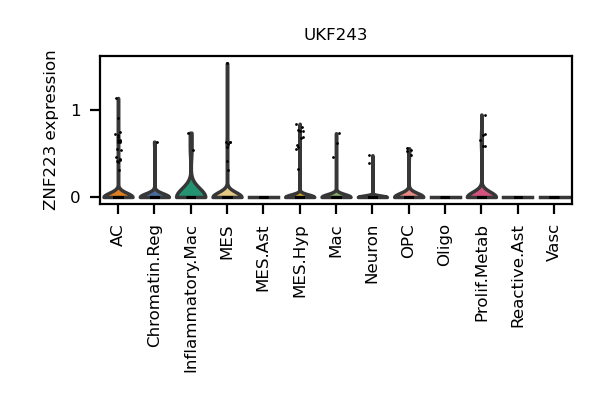 UKF243
ZNF223 expression
1
0
AC
Chromatin.Reg
Inflammatory.Mac
MES
MES.Ast
MES.Hyp
Mac
Neuron
OPC
Oligo
Prolif.Metab
Reactive.Ast
Vasc